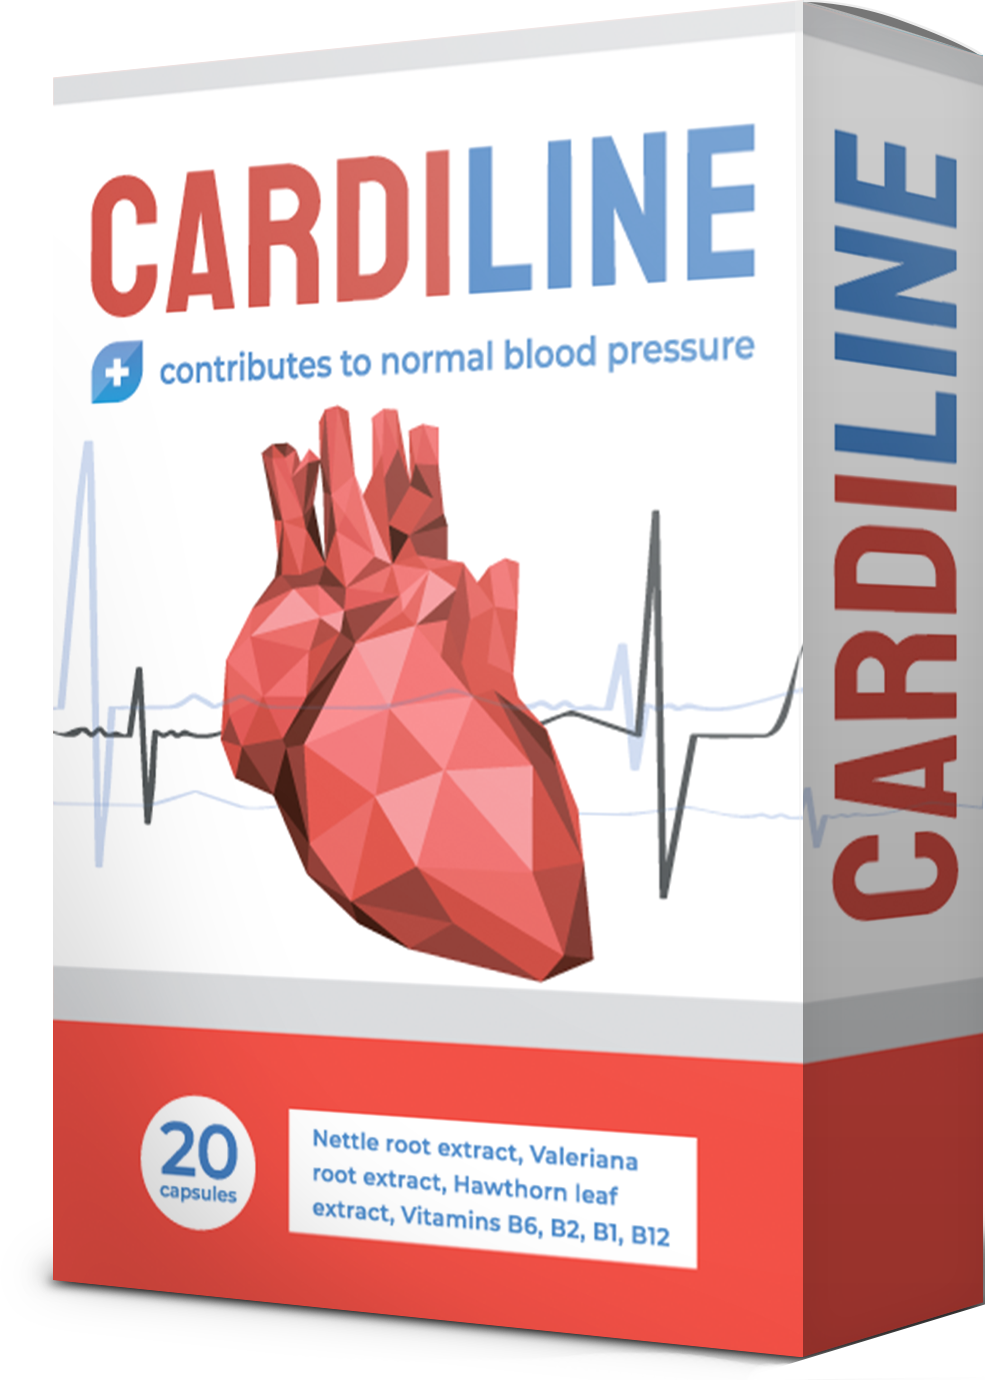 CARDILINE
contributes to normal blood pressure
20
capsules
Nettle root extract, Valeriana
root extract, Hawthorn leaf
extract, Vitamins B6, B2, B1, B12
CARDILINE